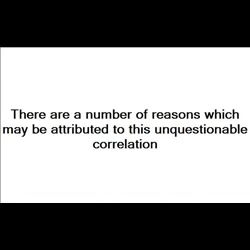 There are a number of reasons which
may be attributed to this unquestionable
correlation